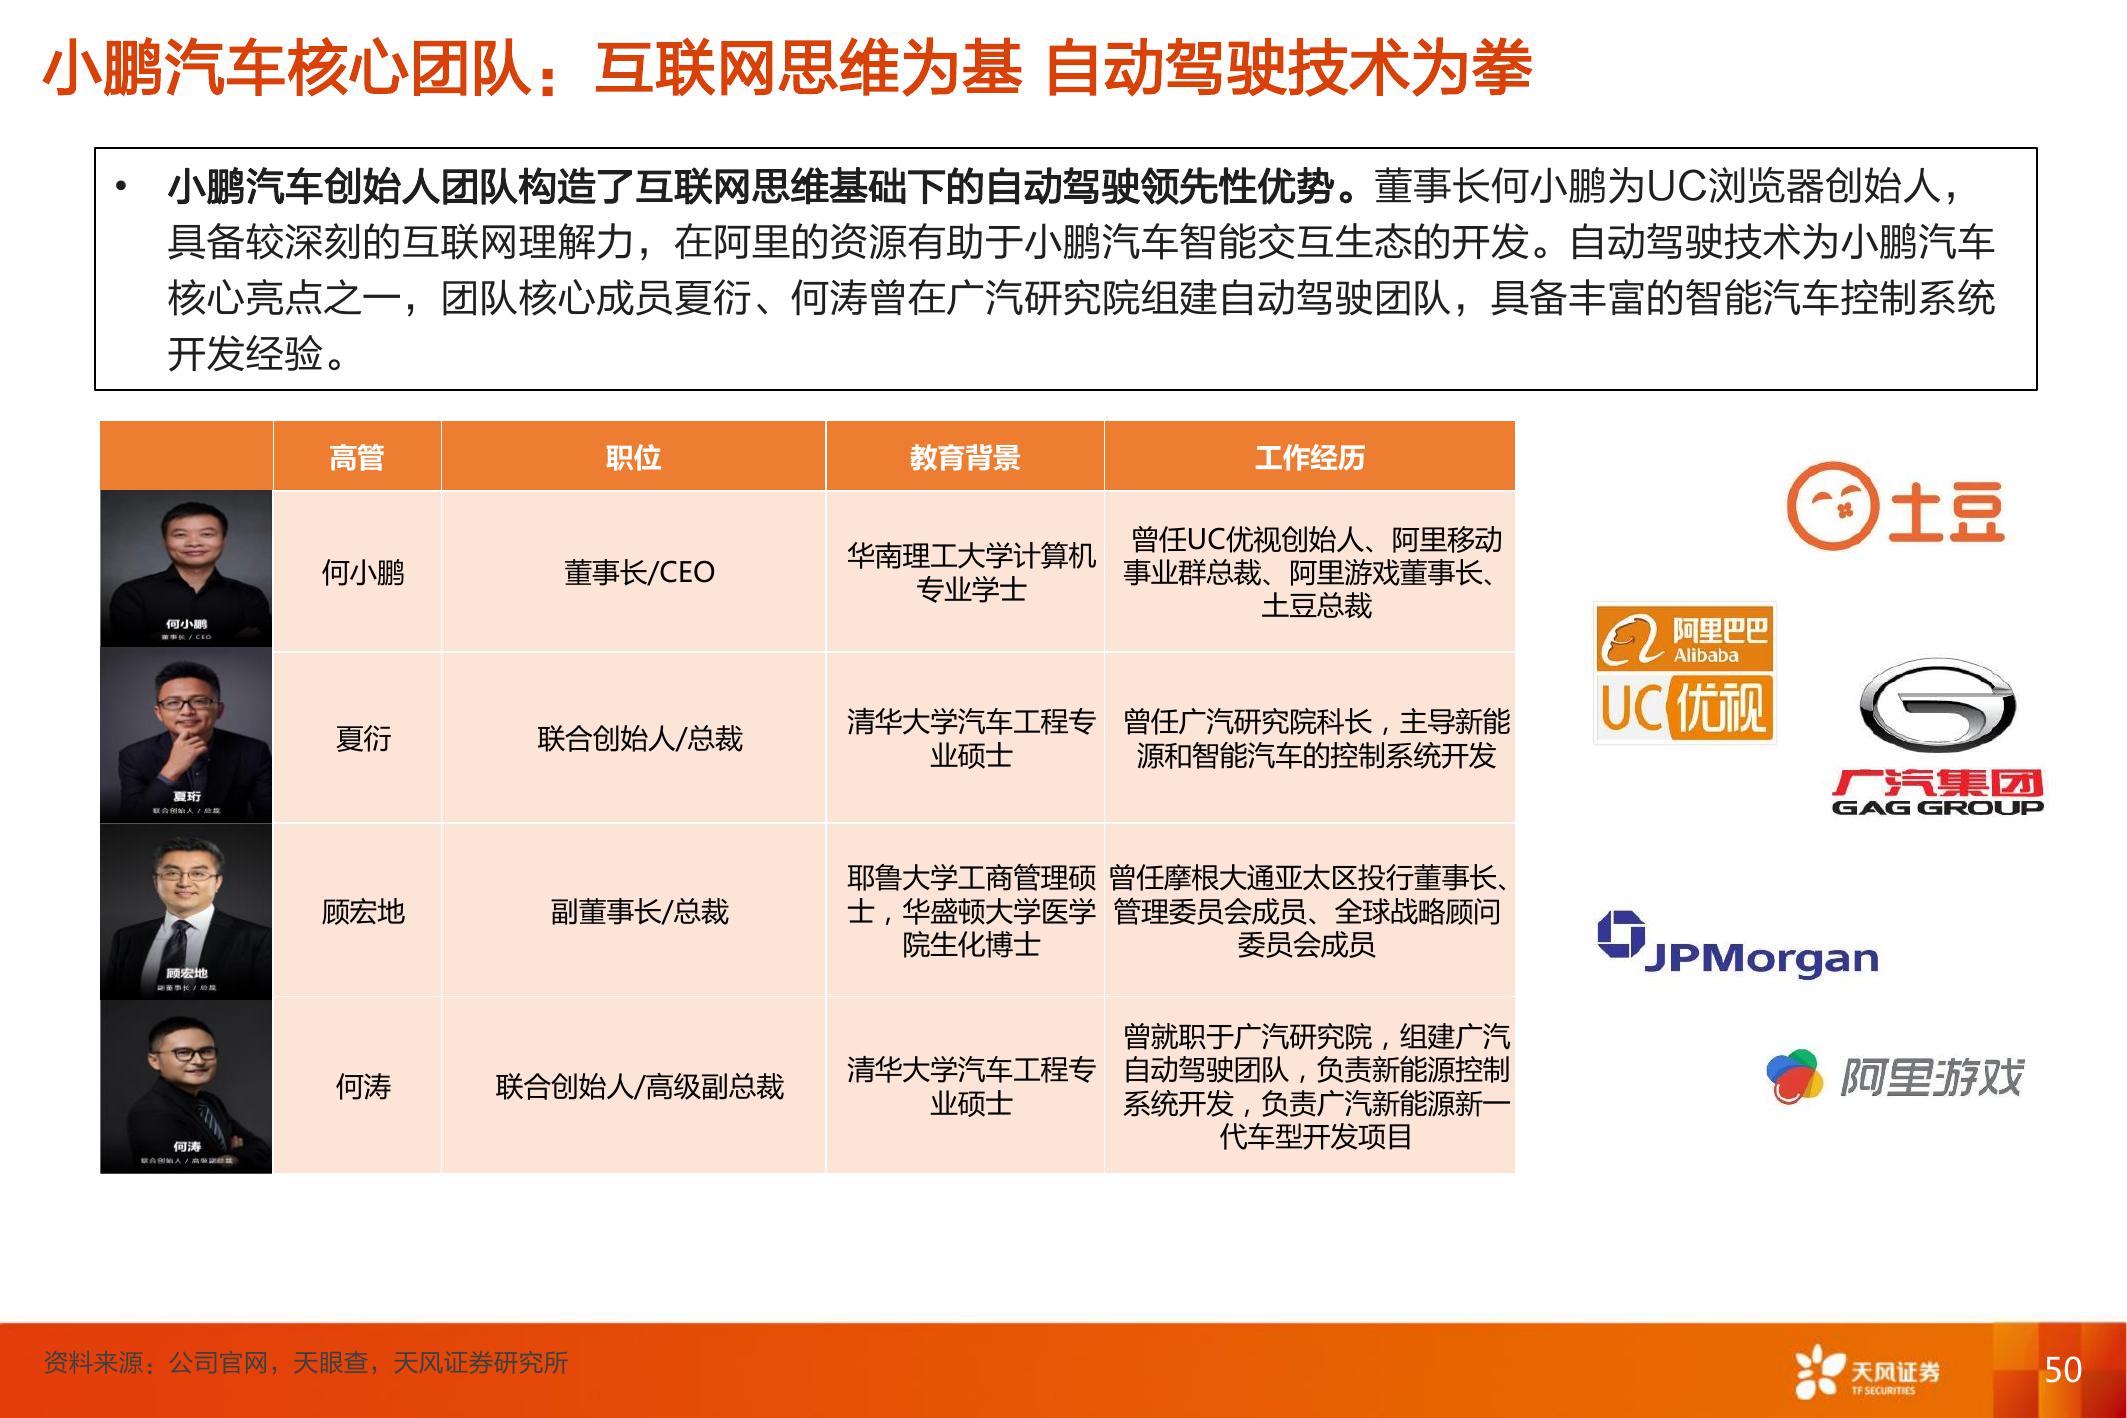 小鹏汽车核心团队：互联网思维为基 自动驾驶技术为拳
• 小鹏汽车创始人团队构造了互联网思维基础下的自动驾驶领先性优势。董事长何小鹏为UC浏览器创始人，
具备较深刻的互联网理解力，在阿里的资源有助于小鹏汽车智能交互生态的开发。自动驾驶技术为小鹏汽车
核心亮点之一，团队核心成员夏衍、何涛曾在广汽研究院组建自动驾驶团队，具备丰富的智能汽车控制系统
开发经验。
高管 职位 教育背景 工作经历
何小鹏
董事长 / CEO
何小鹏
董事长/CEO
华南理工大学计算机
专业学士
曾任UC优视创始人、阿里移动
事业群总裁、阿里游戏董事长、
土豆总裁
夏珩
联合创始人 / 总裁
夏衍
联合创始人/总裁
清华大学汽车工程专
业硕士
曾任广汽研究院科长，主导新能
源和智能汽车的控制系统开发
顾宏地
副董事长 / 总裁
顾宏地
副董事长/总裁
耶鲁大学工商管理硕
士，华盛顿大学医学
院生化博士
曾任摩根大通亚太区投行董事长、
管理委员会成员、全球战略顾问
委员会成员
何涛
联合创始人 / 高级副总裁
何涛
联合创始人/高级副总裁
清华大学汽车工程专
业硕士
曾就职于广汽研究院，组建广汽
自动驾驶团队，负责新能源控制
系统开发，负责广汽新能源新一
代车型开发项目
土豆
阿里巴巴
Alibaba
UC优视
广汽集团
GAG GROUP
JPMorgan
阿里游戏
资料来源：公司官网，天眼查，天风证券研究所
天风证券
TF SECURITIES
50